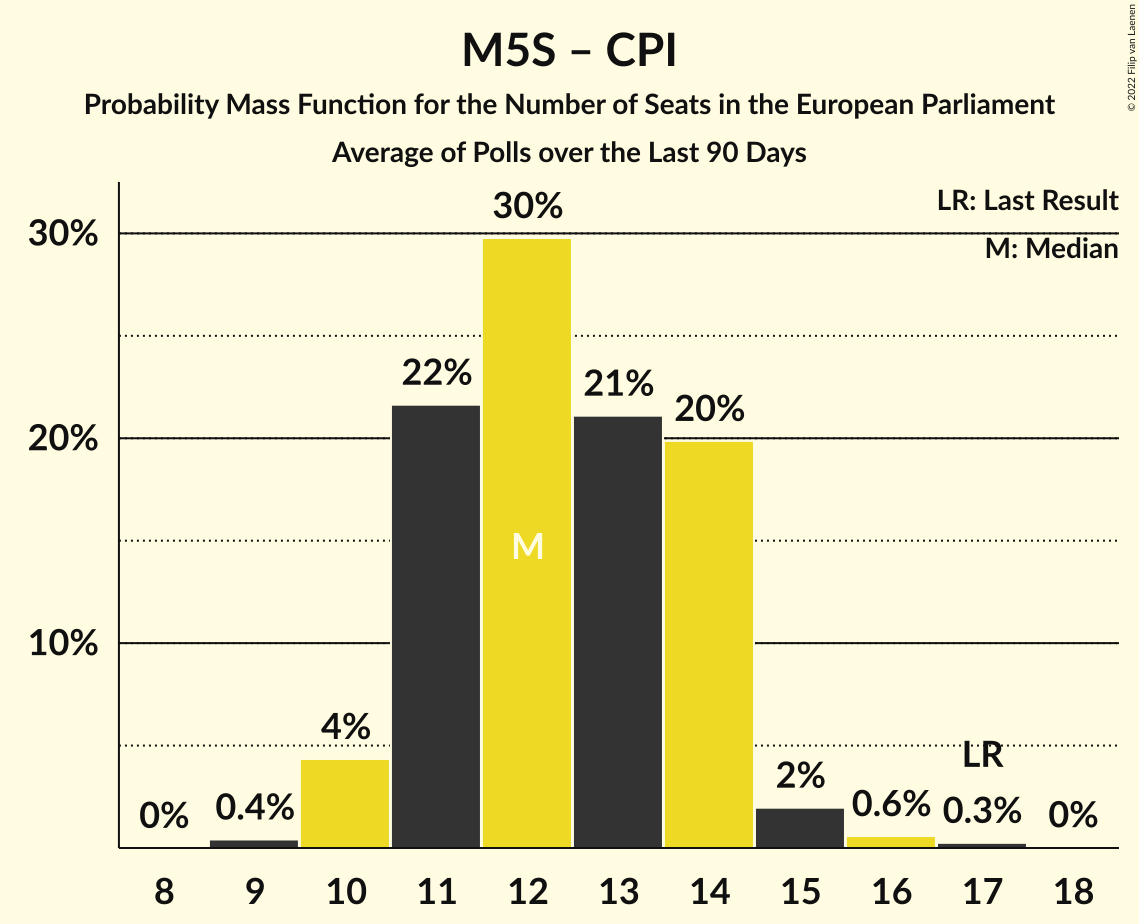 M5S – CPI
Probability Mass Function for the Number of Seats in the European Parliament
Average of Polls over the Last 90 Days
© 2022 Filip van Laenen
LR: Last Result
M: Median
30%
20%
10%
0%
0.4%
4%
22%
30%
21%
20%
2%
0.6%
0.3%
0%
M
LR
8 9 10 11 12 13 14 15 16 17 18